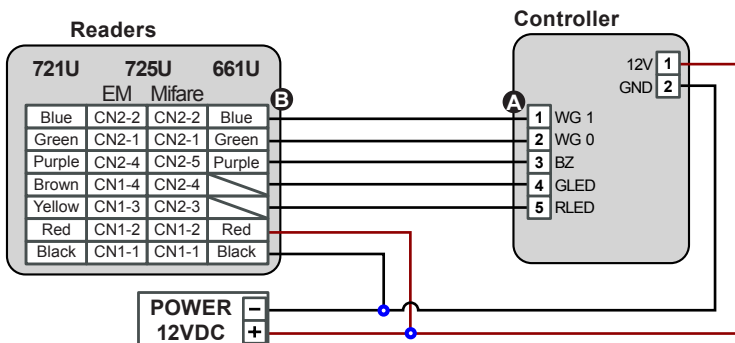 Readers
Controller
721U 725U 661U
EM Mifare
B
A
Blue CN2-2 CN2-2 Blue
Green CN2-1 CN2-1 Green
Purple CN2-4 CN2-5 Purple
Brown CN1-4 CN2-4
Yellow CN1-3 CN2-3
Red CN1-2 CN1-2 Red
Black CN1-1 CN1-1 Black
12V 1
GND 2
1 WG 1
2 WG 0
3 BZ
4 GLED
5 RLED
POWER −
12VDC +